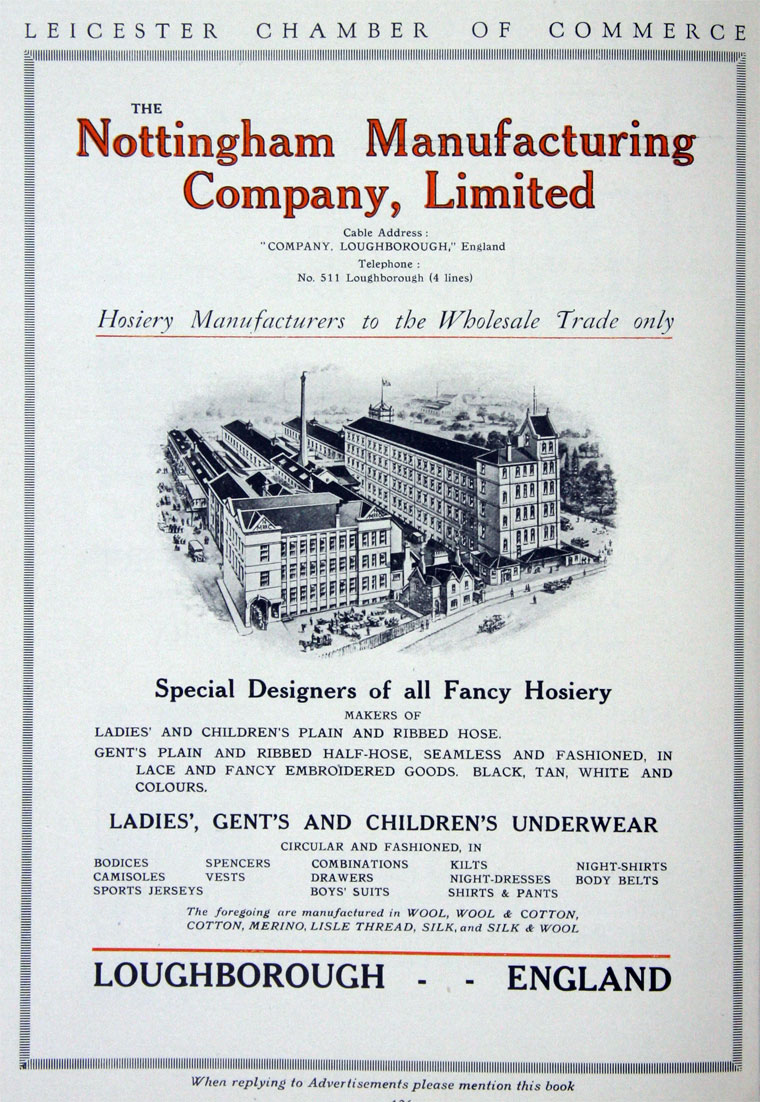 LEICESTER CHAMBER OF COMMERCE
THE
Nottingham Manufacturing
Company, Limited
Cable Address :
"COMPANY, LOUGHBOROUGH," England
Telephone :
No. 511 Loughborough (4 lines)
Hosiery Manufacturers to the Wholesale Trade only
Special Designers of all Fancy Hosiery
MAKERS OF
LADIES' AND CHILDREN'S PLAIN AND RIBBED HOSE.
GENT'S PLAIN AND RIBBED HALF-HOSE, SEAMLESS AND FASHIONED, IN
LACE AND FANCY EMBROIDERED GOODS. BLACK, TAN, WHITE AND
COLOURS.
LADIES', GENT'S AND CHILDREN'S UNDERWEAR
CIRCULAR AND FASHIONED, IN
BODICES SPENCERS COMBINATIONS KILTS NIGHT-SHIRTS
CAMISOLES VESTS DRAWERS NIGHT-DRESSES BODY BELTS
SPORTS JERSEYS BOYS' SUITS SHIRTS & PANTS
The foregoing are manufactured in WOOL, WOOL & COTTON,
COTTON, MERINO, LISLE THREAD, SILK, and SILK & WOOL
LOUGHBOROUGH - - ENGLAND
When replying to Advertisements please mention this book